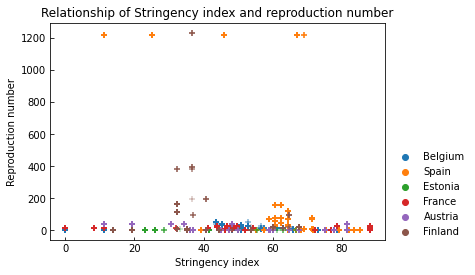 Relationship of Stringency index and reproduction number
1200
1000
800
600
400
200
0
Reproduction number
0 20 40 60 80
Stringency index
Belgium
Spain
Estonia
France
Austria
Finland